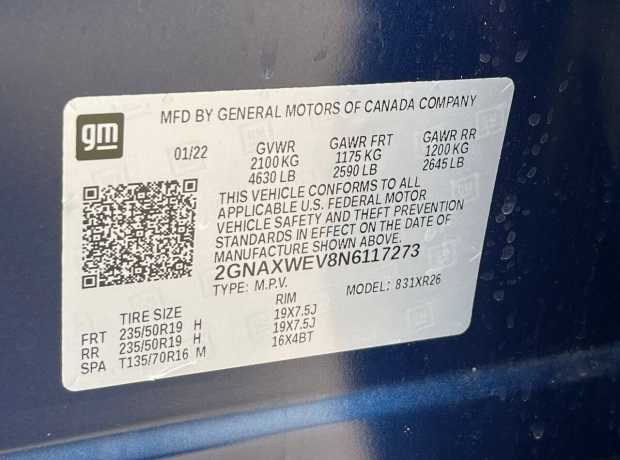 gm
MFD BY GENERAL MOTORS OF CANADA COMPANY
01/22 GVWR GAWR FRT GAWR RR
2100 KG 1175 KG 1200 KG
4630 LB 2590 LB 2645 LB
THIS VEHICLE CONFORMS TO ALL
APPLICABLE U.S. FEDERAL MOTOR
VEHICLE SAFETY AND THEFT PREVENTION
STANDARDS IN EFFECT ON THE DATE OF
MANUFACTURE SHOWN ABOVE.
2GNAXWEV8N6117273
TYPE: M.P.V. MODEL: 831XR26
TIRE SIZE RIM
FRT 235/50R19 H 19X7.5J
RR 235/50R19 H 19X7.5J
SPA T135/70R16 M 16X4BT